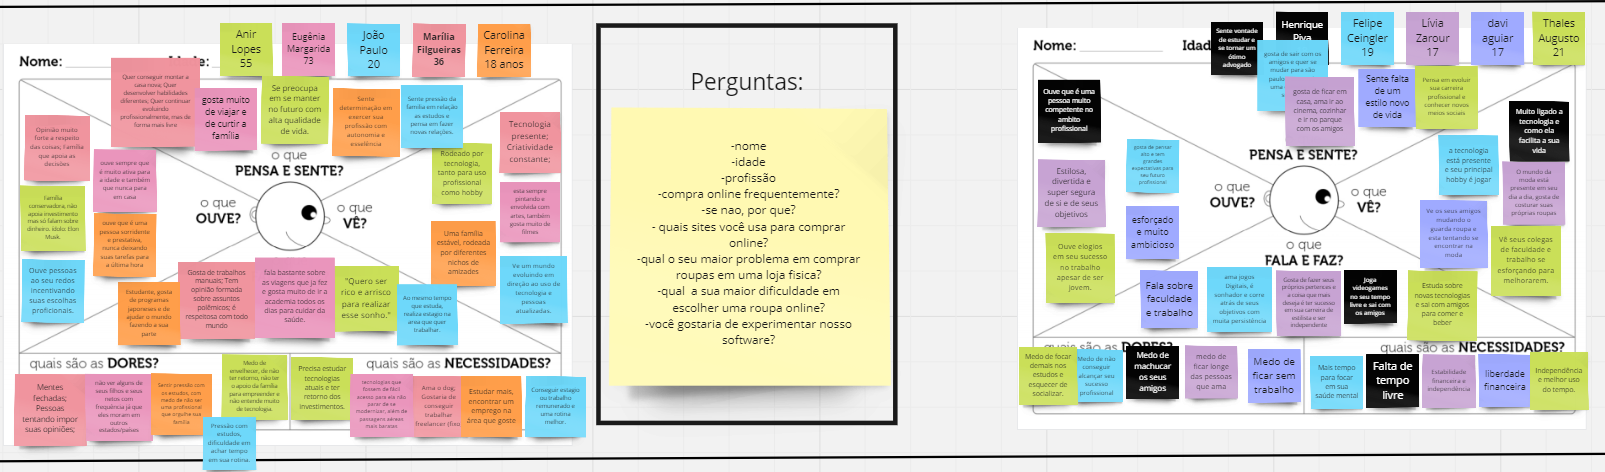 Nome:
Anir
Lopes
55
Eugênia
Margarida
73
João
Paulo
20
Marília
Filgueiras
36
Carolina
Ferreira
18 anos
Quer conseguir montar a
casa nova; Quer
desenvolver habilidades
diferentes; Quer continuar
evoluindo
profissionalmente, mas de
forma mais leve
gosta muito
de viajar e
de curtir a
família
Se preocupa
em se manter
no futuro com
alta qualidade
de vida.
Sente
determinação em
exercer sua
profissão com
autonomia e
excelência
Sente pressão da
família em relação
as estudos e
pensa em fazer
novas relações.
o que
PENSA E SENTE?
Opinião muito
forte a respeito
das coisas; Família
que apoia as
decisões
ouve sempre que
é muito ativa para
a idade e também
que nunca para
em casa
Família
conservadora, não
apoia investimento
mas só falam sobre
dinheiro. Ídolo: Elon
Musk.
ouve que é uma
pessoa sorridente
e prestativa,
nunca deixando
suas tarefas para
a última hora
Ouve pessoas
ao seu redos
incentivando
suas escolhas
proficionais.
o que
OUVE?
o que
VÊ?
Tecnologia
presente;
Criatividade
constante;
Rodeado por
tecnologia,
tanto para uso
profissional
como hobby
esta sempre
pintando e
envolvida com
artes, também
gosta muito de
filmes
Uma família
estável, rodeada
por diferentes
nichos de
amizades
Ve um mundo
evoluindo em
direção ao uso de
tecnologia e
pessoas
atualizadas.
Estudante, gosta
de programas
japoneses e de
ajudar o mundo
fazendo a sua
parte
Gosta de trabalhos
manuais; Tem
opinião formada
sobre assuntos
polêmicos; é
respeitosa com todo
mundo
fala bastante sobre
as viagens que ja fez
e gosta muito de ir a
academia todos os
dias para cuidar da
saúde.
"Quero ser
rico e arrisco
para realizar
esse sonho."
Ao mesmo tempo
que estuda,
realiza estagio na
area que quer
trabalhar.
quais são as DORES?
quais são as NECESSIDADES?
Mentes
fechadas;
Pessoas
tentando impor
suas opiniões;
não ver alguns de
seus filhos e seus
netos com
frequência já que
eles moram em
outros
estados/países
Sentir pressão com
os estudos, com
medo de não ser
uma profissional
que orgulhe sua
família
Medo de
envelhecer, de não
ter retorno, não ter
o apoio da família
para empreender e
não entende muito
de tecnologia.
Pressão com
estudos,
dificuldade em
achar tempo
em sua rotina.
Precisa estudar
tecnologias
atuais e ter
retorno dos
investimentos.
tecnologias que
fossem de fácil
acesso para ela não
parar de se
modernizar, além de
passagens aéreas
mais baratas
Ama o dog;
Gostaria de
conseguir
trabalhar
freelancer (fixo
Estudar mais,
encontrar um
emprego na
área que goste
Conseguir estagio
ou trabalho
remunerado e
uma rotina
melhor.
Perguntas:
-nome
-idade
-profissão
-compra online frequentemente?
-se nao, por que?
- quais sites você usa para comprar
online?
-qual o seu maior problema em comprar
roupas em uma loja fisica?
-qual a sua maior dificuldade em
escolher uma roupa online?
-você gostaria de experimentar nosso
software?
Nome:
Idad
Sente vontade
de estudar e
se tornar um
ótimo
advogado
Henrique
Piva
Felipe
Ceingler
19
Lívia
Zarour
17
davi
aguiar
17
Thales
Augusto
21
gosta de sair com os
amigos e quer se
mudar para são
gosta de ficar em
casa, ama ir ao
cinema, cozinhar
e ir no parque
com os amigos
Sente falta
de um
estilo novo
de vida
Pensa em evoluir
sua carreira
profissional e
conhecer novos
meios sociais
o que
PENSA E SENTE?
Ouve que é uma
pessoa muito
competente no
ambito
profissional
Estilosa,
divertida e
super segura
de si e de seus
objetivos
esforçado
e muito
ambicioso
Ouve elogios
em seu sucesso
no trabalho
apesar de ser
jovem.
o que
OUVE?
o que
VÊ?
Muito ligado a
tecnologia e
como ela
facilita a sua
vida
a tecnologia
está presente
e seu principal
hobby é jogar
O mundo da
moda está
presente em seu
dia a dia, gosta de
costurar suas
próprias roupas
Ve os seus amigos
mudando o
guarda roupa e
esta tentando se
encontrar na
moda
Vê seus colegas
de faculdade e
trabalho se
esforçando para
melhorarem.
o que
FALA E FAZ?
Fala sobre
faculdade
e trabalho
ama jogos
Digitais, é
sonhador e corre
atrás de seus
objetivos com
muita persistência
Gosta de fazer seus
próprios pertences e
a coisa que mais
deseja é ter sucesso
em sua carreira de
estilista e ser
independente
Joga
videogames
no seu tempo
livre e sai com
os amigos
Estuda sobre
novas tecnologias
e sai com amigos
para comer e
beber
quais são as DORES?
quais são as NECESSIDADES?
Medo de focar
demais nos
estudos e
esquecer de
socializar.
Medo de não
conseguir
alcançar seu
sucesso
profissional
Medo de
machucar
os seus
amigos
medo de
ficar longe
das pessoas
que ama
Medo de
ficar sem
trabalho
Mais tempo
para focar
em sua
saúde mental
Falta de
tempo
livre
Estabilidade
financeira e
independência
liberdade
financeira
Independência
e melhor uso
do tempo.